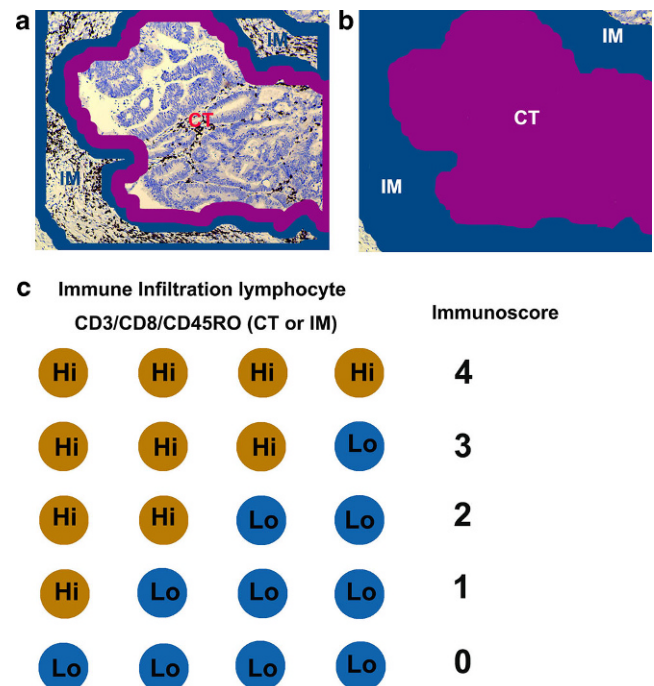 a
b
IM
CT
IM
IM
CT
IM
c Immune Infiltration lymphocyte
CD3/CD8/CD45RO (CT or IM)
Immunoscore
Hi Hi Hi Hi 4
Hi Hi Hi Lo 3
Hi Hi Lo Lo 2
Hi Lo Lo Lo 1
Lo Lo Lo Lo 0